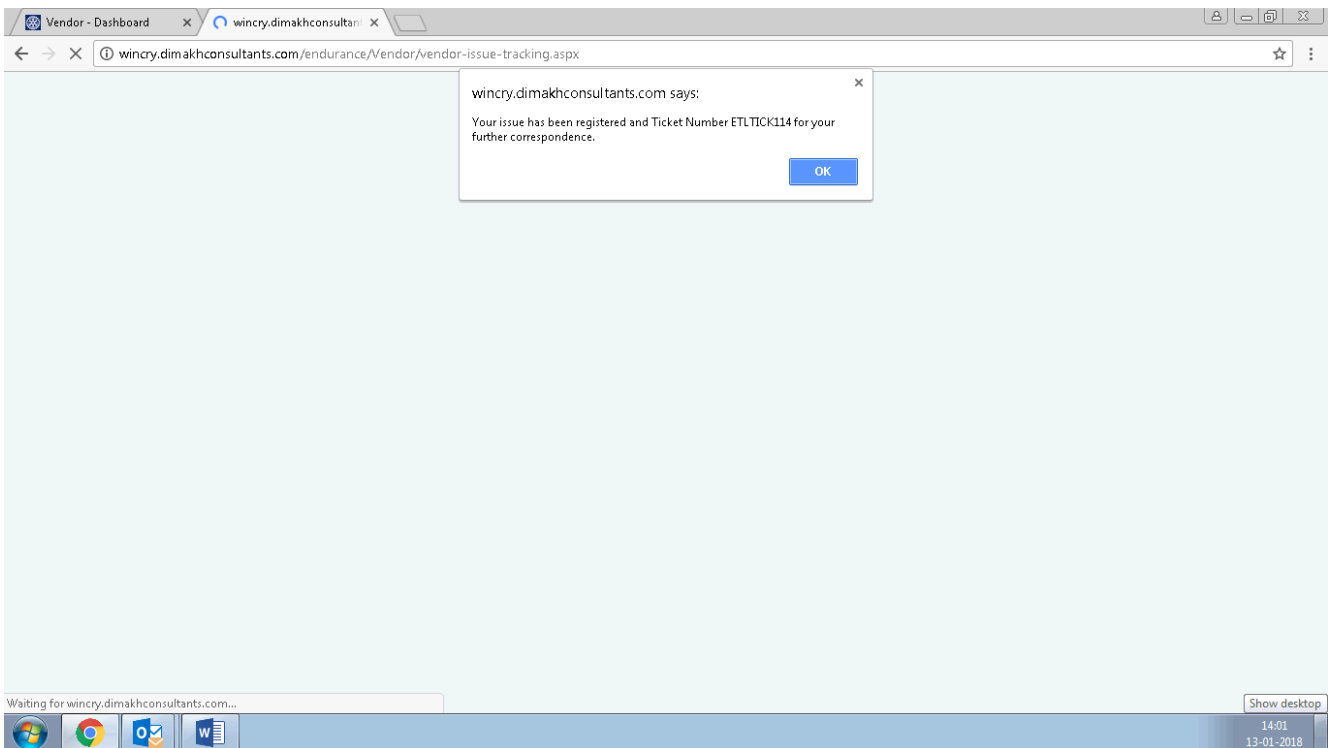 Vendor - Dashboard
wincry.dimakhconsultan
wincry.dimakhconsultants.com/endurance/Vendor/vendor-issue-tracking.aspx
wincry.dimakhconsultants.com says:
Your issue has been registered and Ticket Number ETLTICK114 for your
further correspondence.
OK
Waiting for wincry.dimakhconsultants.com...
Show desktop
14:01
13-01-2018